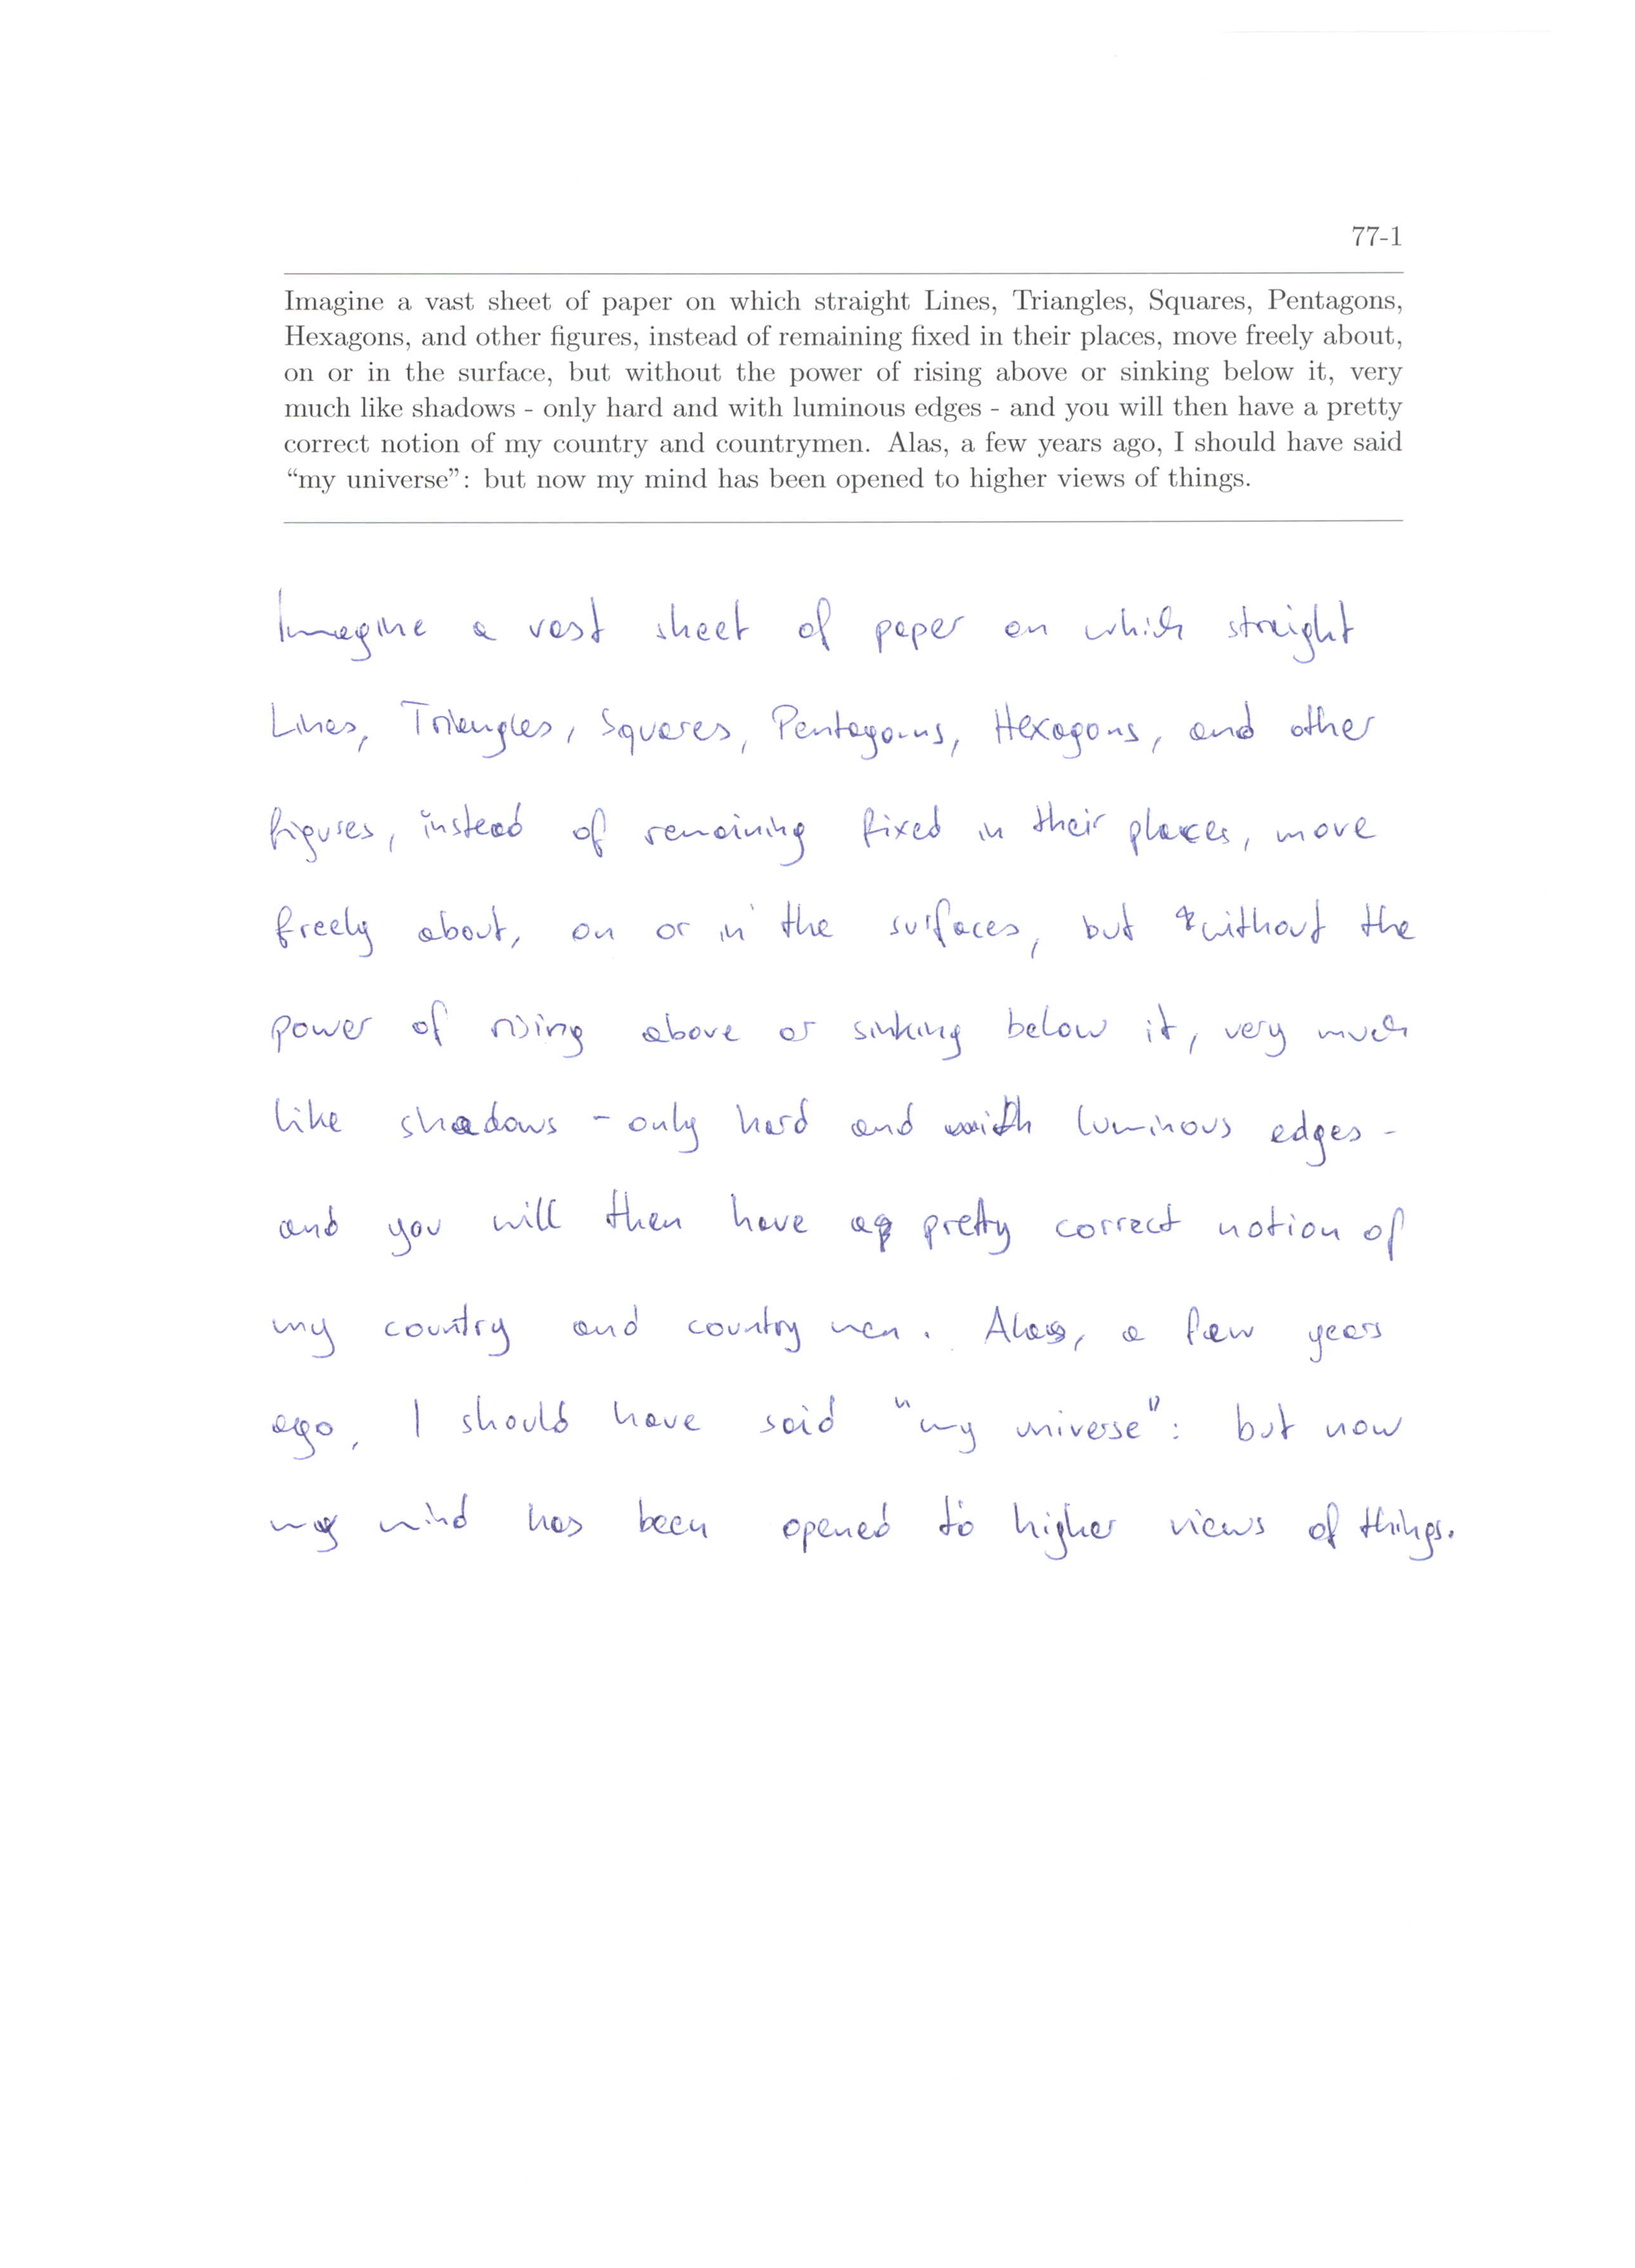 77-1
Imagine a vast sheet of paper on which straight Lines, Triangles, Squares, Pentagons,
Hexagons, and other figures, instead of remaining fixed in their places, move freely about,
on or in the surface, but without the power of rising above or sinking below it, very
much like shadows - only hard and with luminous edges - and you will then have a pretty
correct notion of my country and countrymen. Alas, a few years ago, I should have said
“my universe”: but now my mind has been opened to higher views of things.
Imagine a vast sheet of paper on which straight
Lines, Triangles, Squares, Pentagons, Hexagons, and other
figures, instead of remaining fixed in their places, move
freely about, on or in the surfaces, but without the
power of rising above or sinking below it, very much
like shadows - only hard and with luminous edges -
and you will then have a pretty correct notion of
my country and country men. Alas, a few years
ago, I should have said "my universe": but now
my mind has been opened to higher views of things.